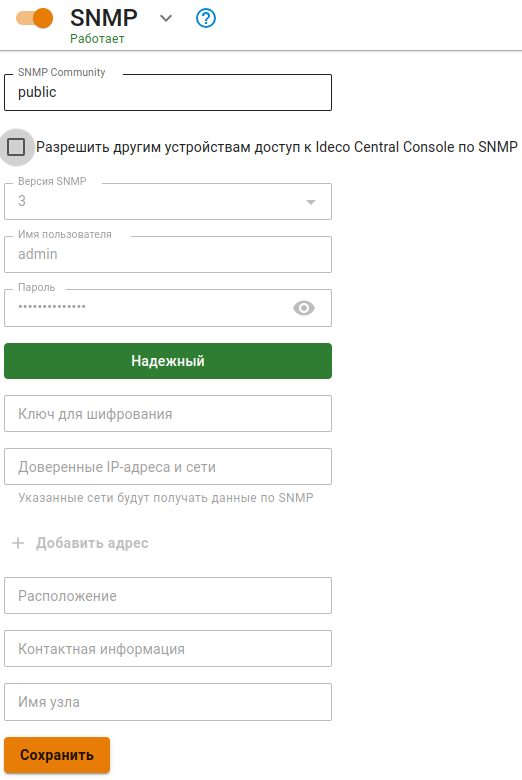 SNMP
Работает
SNMP Community
public
Разрешить другим устройствам доступ к Ideco Central Console по SNMP
Версия SNMP
3
Имя пользователя
admin
Пароль
••••••••••••••
Надежный
Ключ для шифрования
Доверенные IP-адреса и сети
Указанные сети будут получать данные по SNMP
+ Добавить адрес
Расположение
Контактная информация
Имя узла
Сохранить